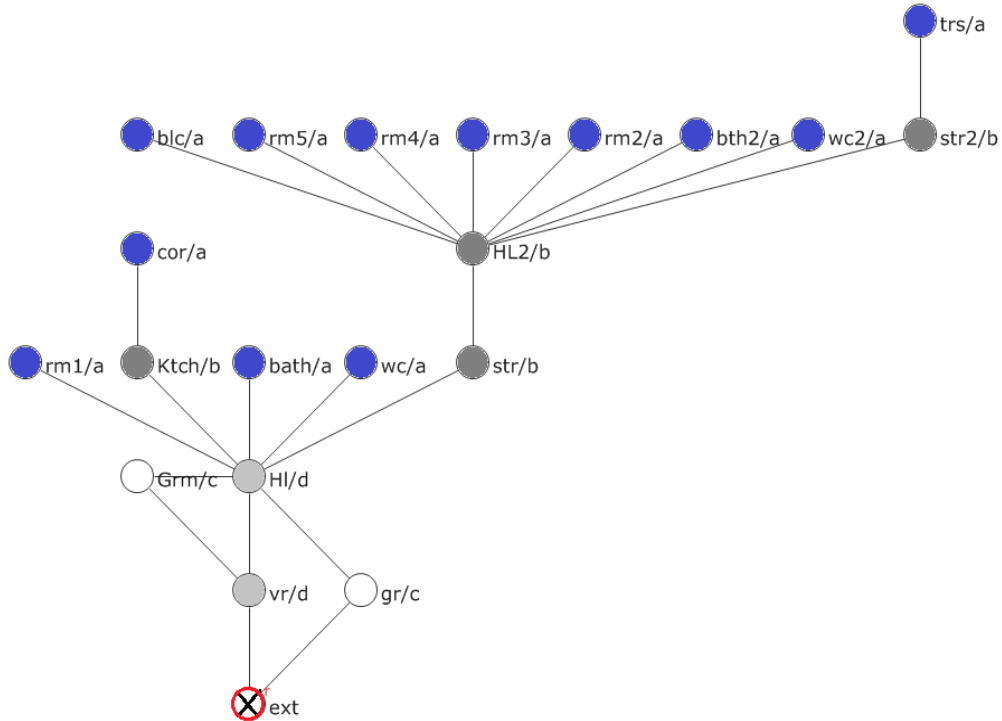 trs/a
blc/a rm5/a rm4/a rm3/a rm2/a bth2/a wc2/a str2/b
cor/a HL2/b
rm1/a Ktch/b bath/a wc/a str/b
Grm/c Hl/d
vr/d gr/c
ext